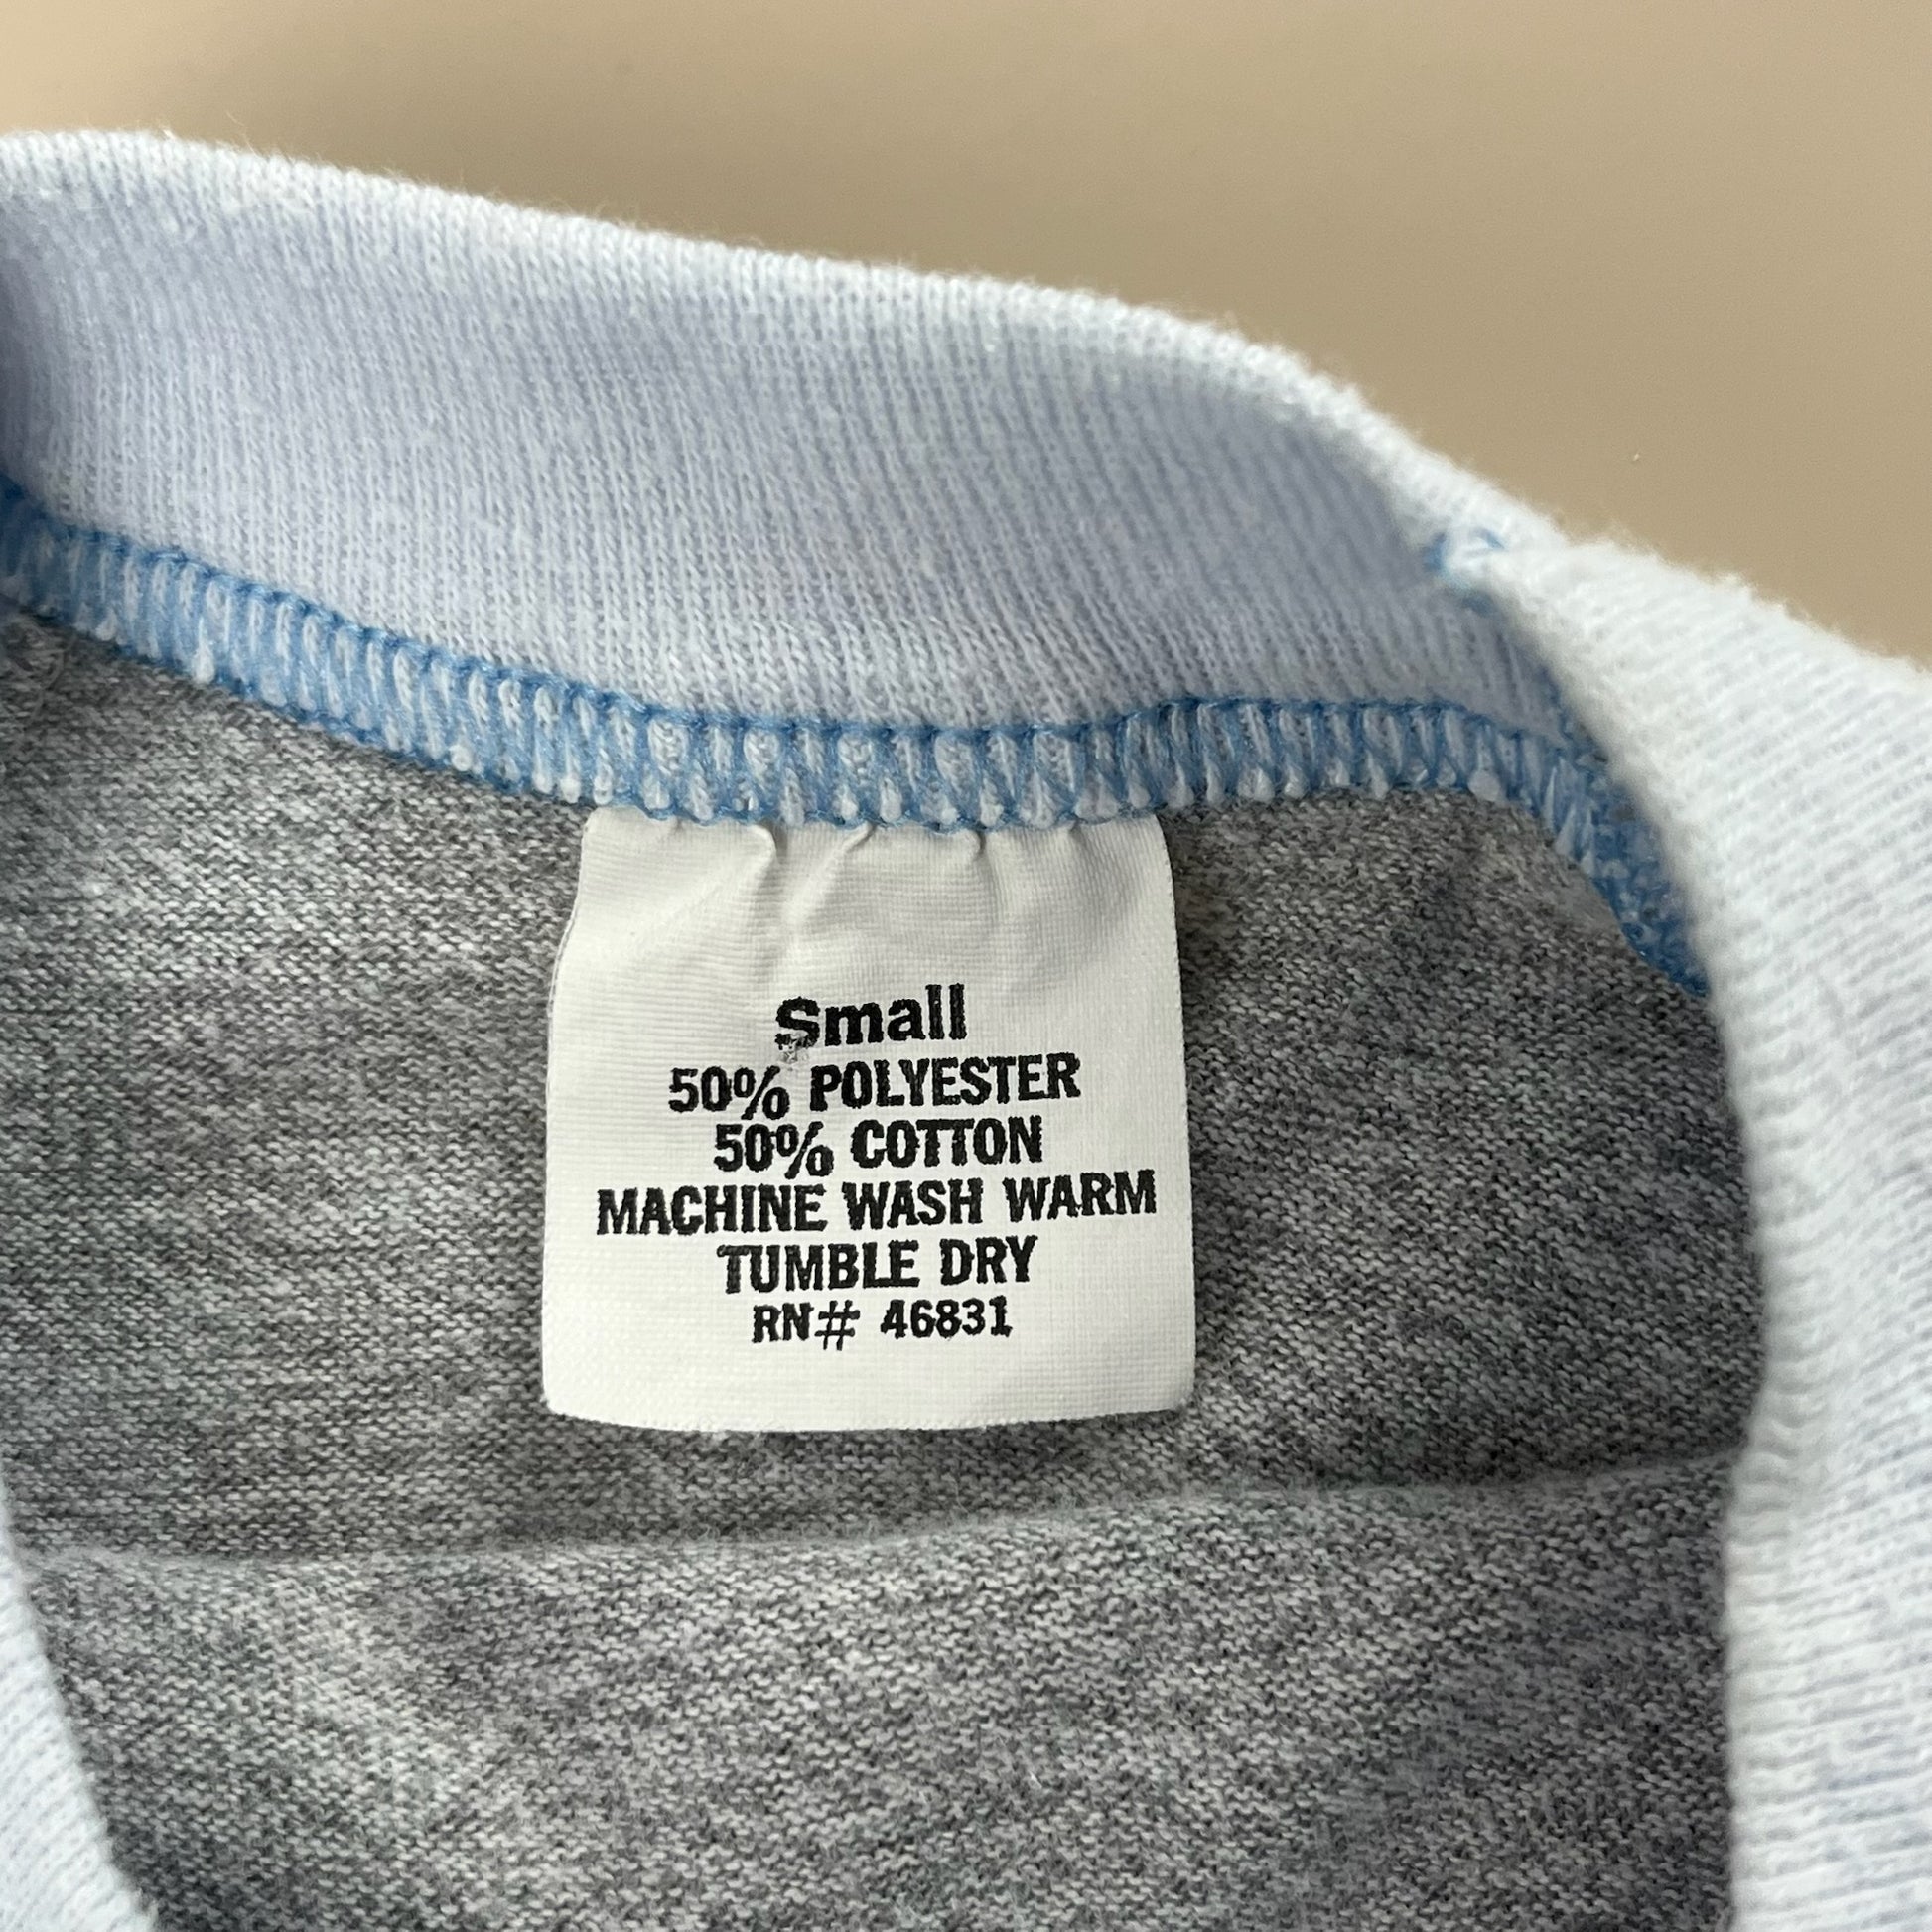 Small
50% POLYESTER
50% COTTON
MACHINE WASH WARM
TUMBLE DRY
RN# 46831